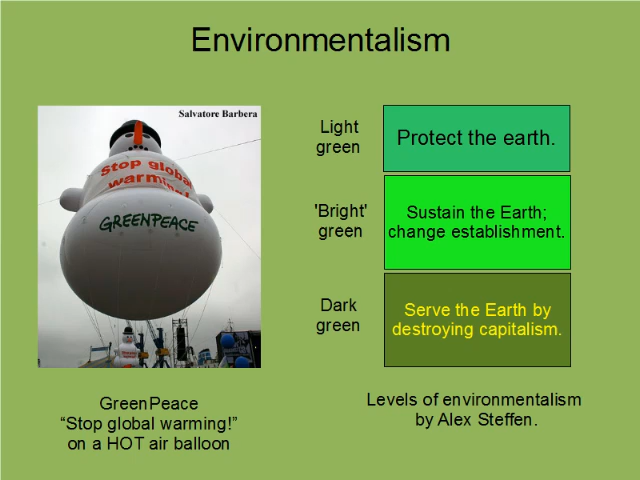 Environmentalism
Salvatore Barbera
Stop global
warming!
GREENPEACE
GreenPeace
“Stop global warming!”
on a HOT air balloon
Light
green
Protect the earth.
'Bright'
green
Sustain the Earth;
change establishment.
Dark
green
Serve the Earth by
destroying capitalism.
Levels of environmentalism
by Alex Steffen.